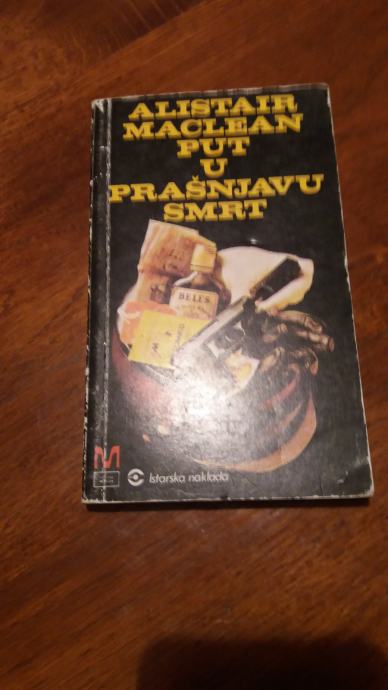 ALISTAIR
MACLEAN
PUT
U
PRAŠNJAVU
SMRT
BELL'S
M
Istarska naklada